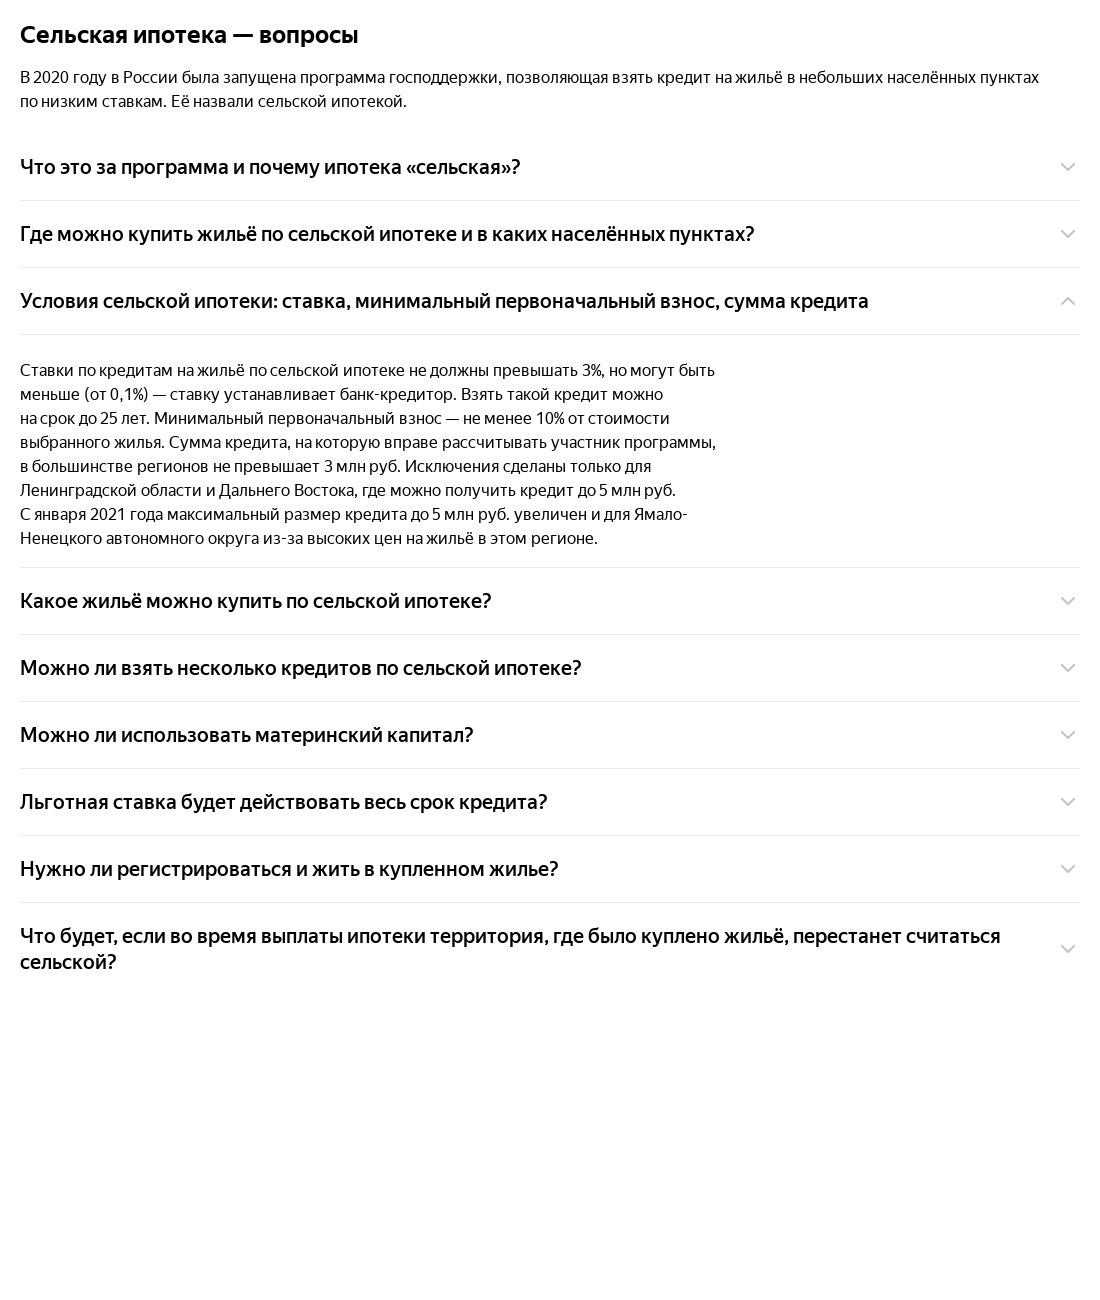 Сельская ипотека — вопросы
В 2020 году в России была запущена программа господдержки, позволяющая взять кредит на жильё в небольших населённых пунктах
по низким ставкам. Её назвали сельской ипотекой.
Что это за программа и почему ипотека «сельская»?
Где можно купить жильё по сельской ипотеке и в каких населённых пунктах?
Условия сельской ипотеки: ставка, минимальный первоначальный взнос, сумма кредита
Ставки по кредитам на жильё по сельской ипотеке не должны превышать 3%, но могут быть
меньше (от 0,1%) — ставку устанавливает банк-кредитор. Взять такой кредит можно
на срок до 25 лет. Минимальный первоначальный взнос — не менее 10% от стоимости
выбранного жилья. Сумма кредита, на которую вправе рассчитывать участник программы,
в большинстве регионов не превышает 3 млн руб. Исключения сделаны только для
Ленинградской области и Дальнего Востока, где можно получить кредит до 5 млн руб.
С января 2021 года максимальный размер кредита до 5 млн руб. увеличен и для Ямало-
Ненецкого автономного округа из-за высоких цен на жильё в этом регионе.
Какое жильё можно купить по сельской ипотеке?
Можно ли взять несколько кредитов по сельской ипотеке?
Можно ли использовать материнский капитал?
Льготная ставка будет действовать весь срок кредита?
Нужно ли регистрироваться и жить в купленном жилье?
Что будет, если во время выплаты ипотеки территория, где было куплено жильё, перестанет считаться
сельской?